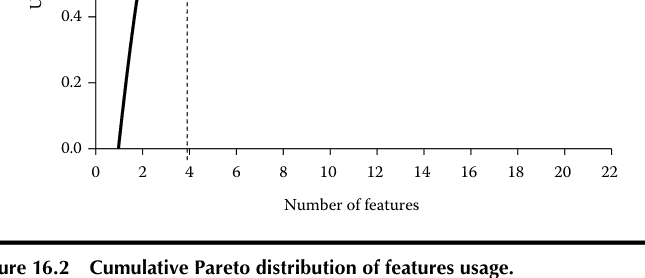 0.4
0.2
0.0
0 2 4 6 8 10 12 14 16 18 20 22
Number of features
ure 16.2 Cumulative Pareto distribution of features usage.